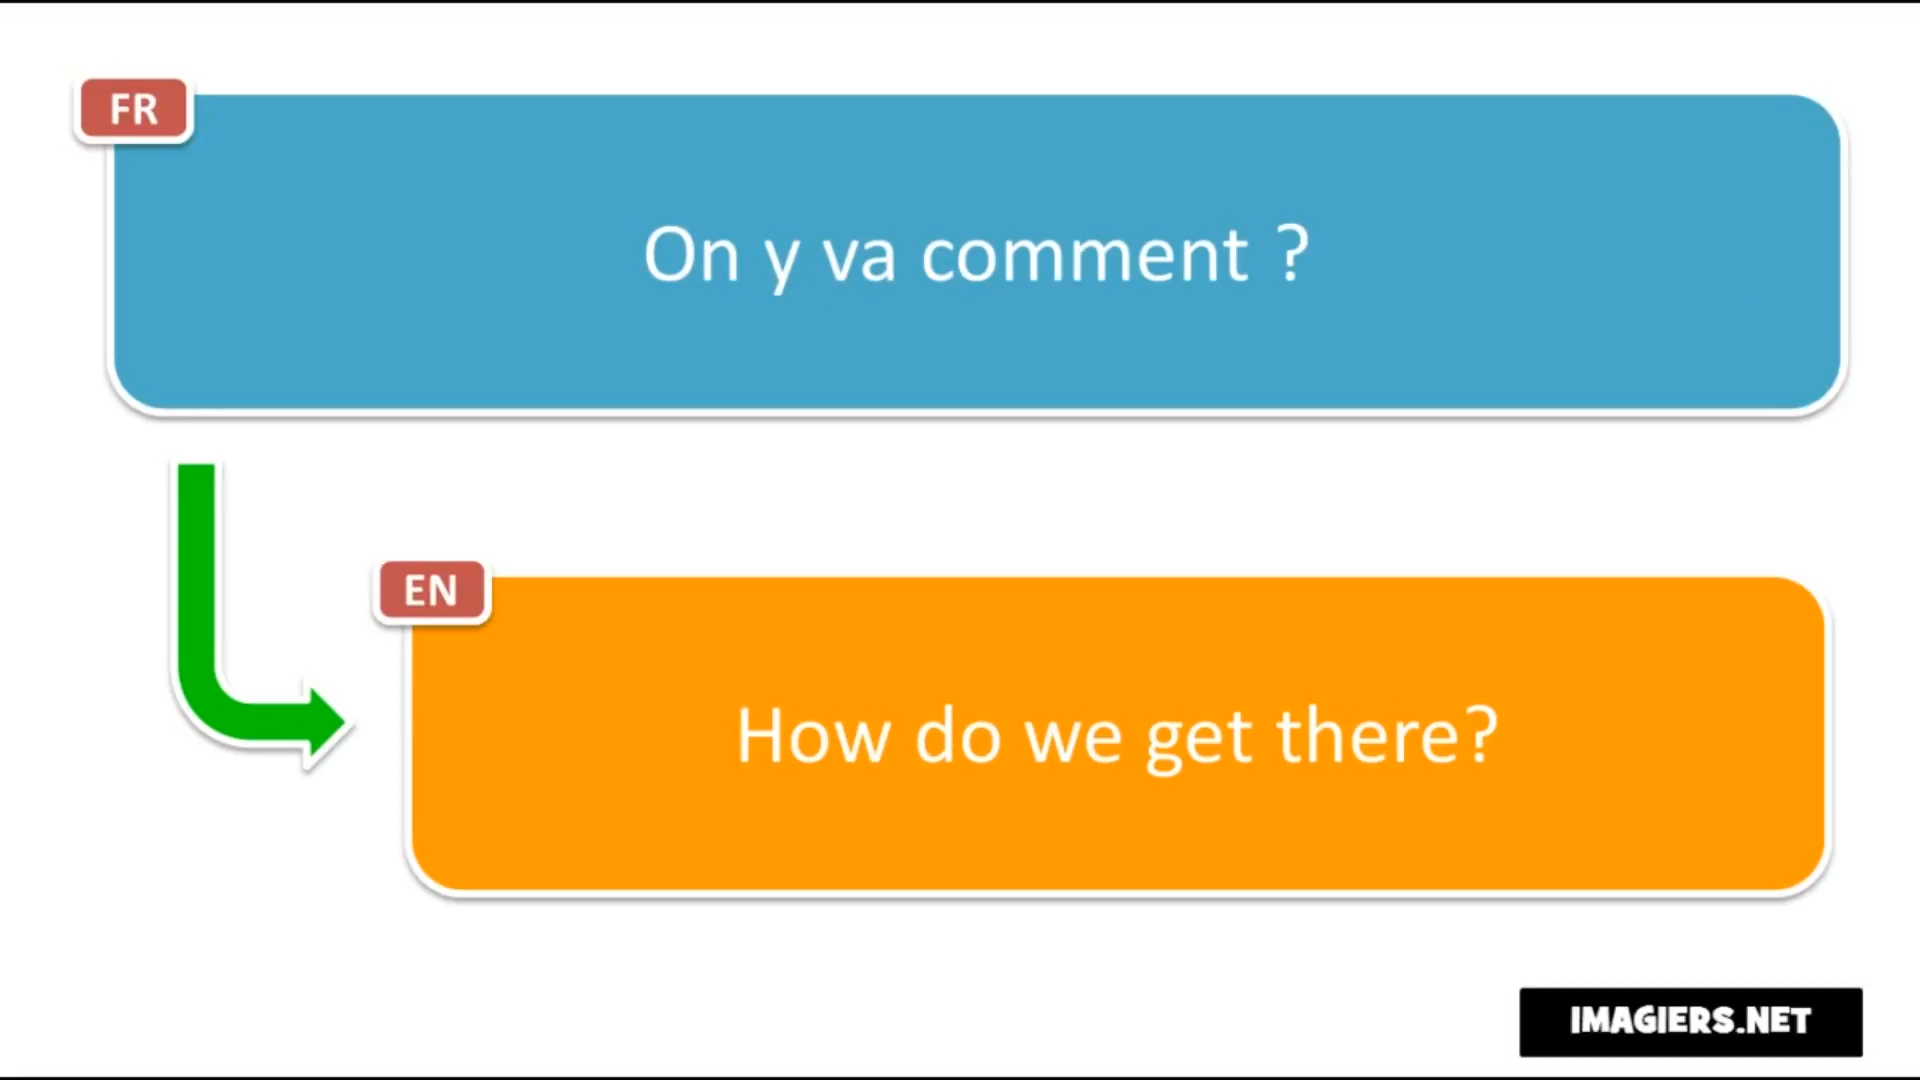 FR
On y va comment ?
EN
How do we get there?
IMAGIERS.NET